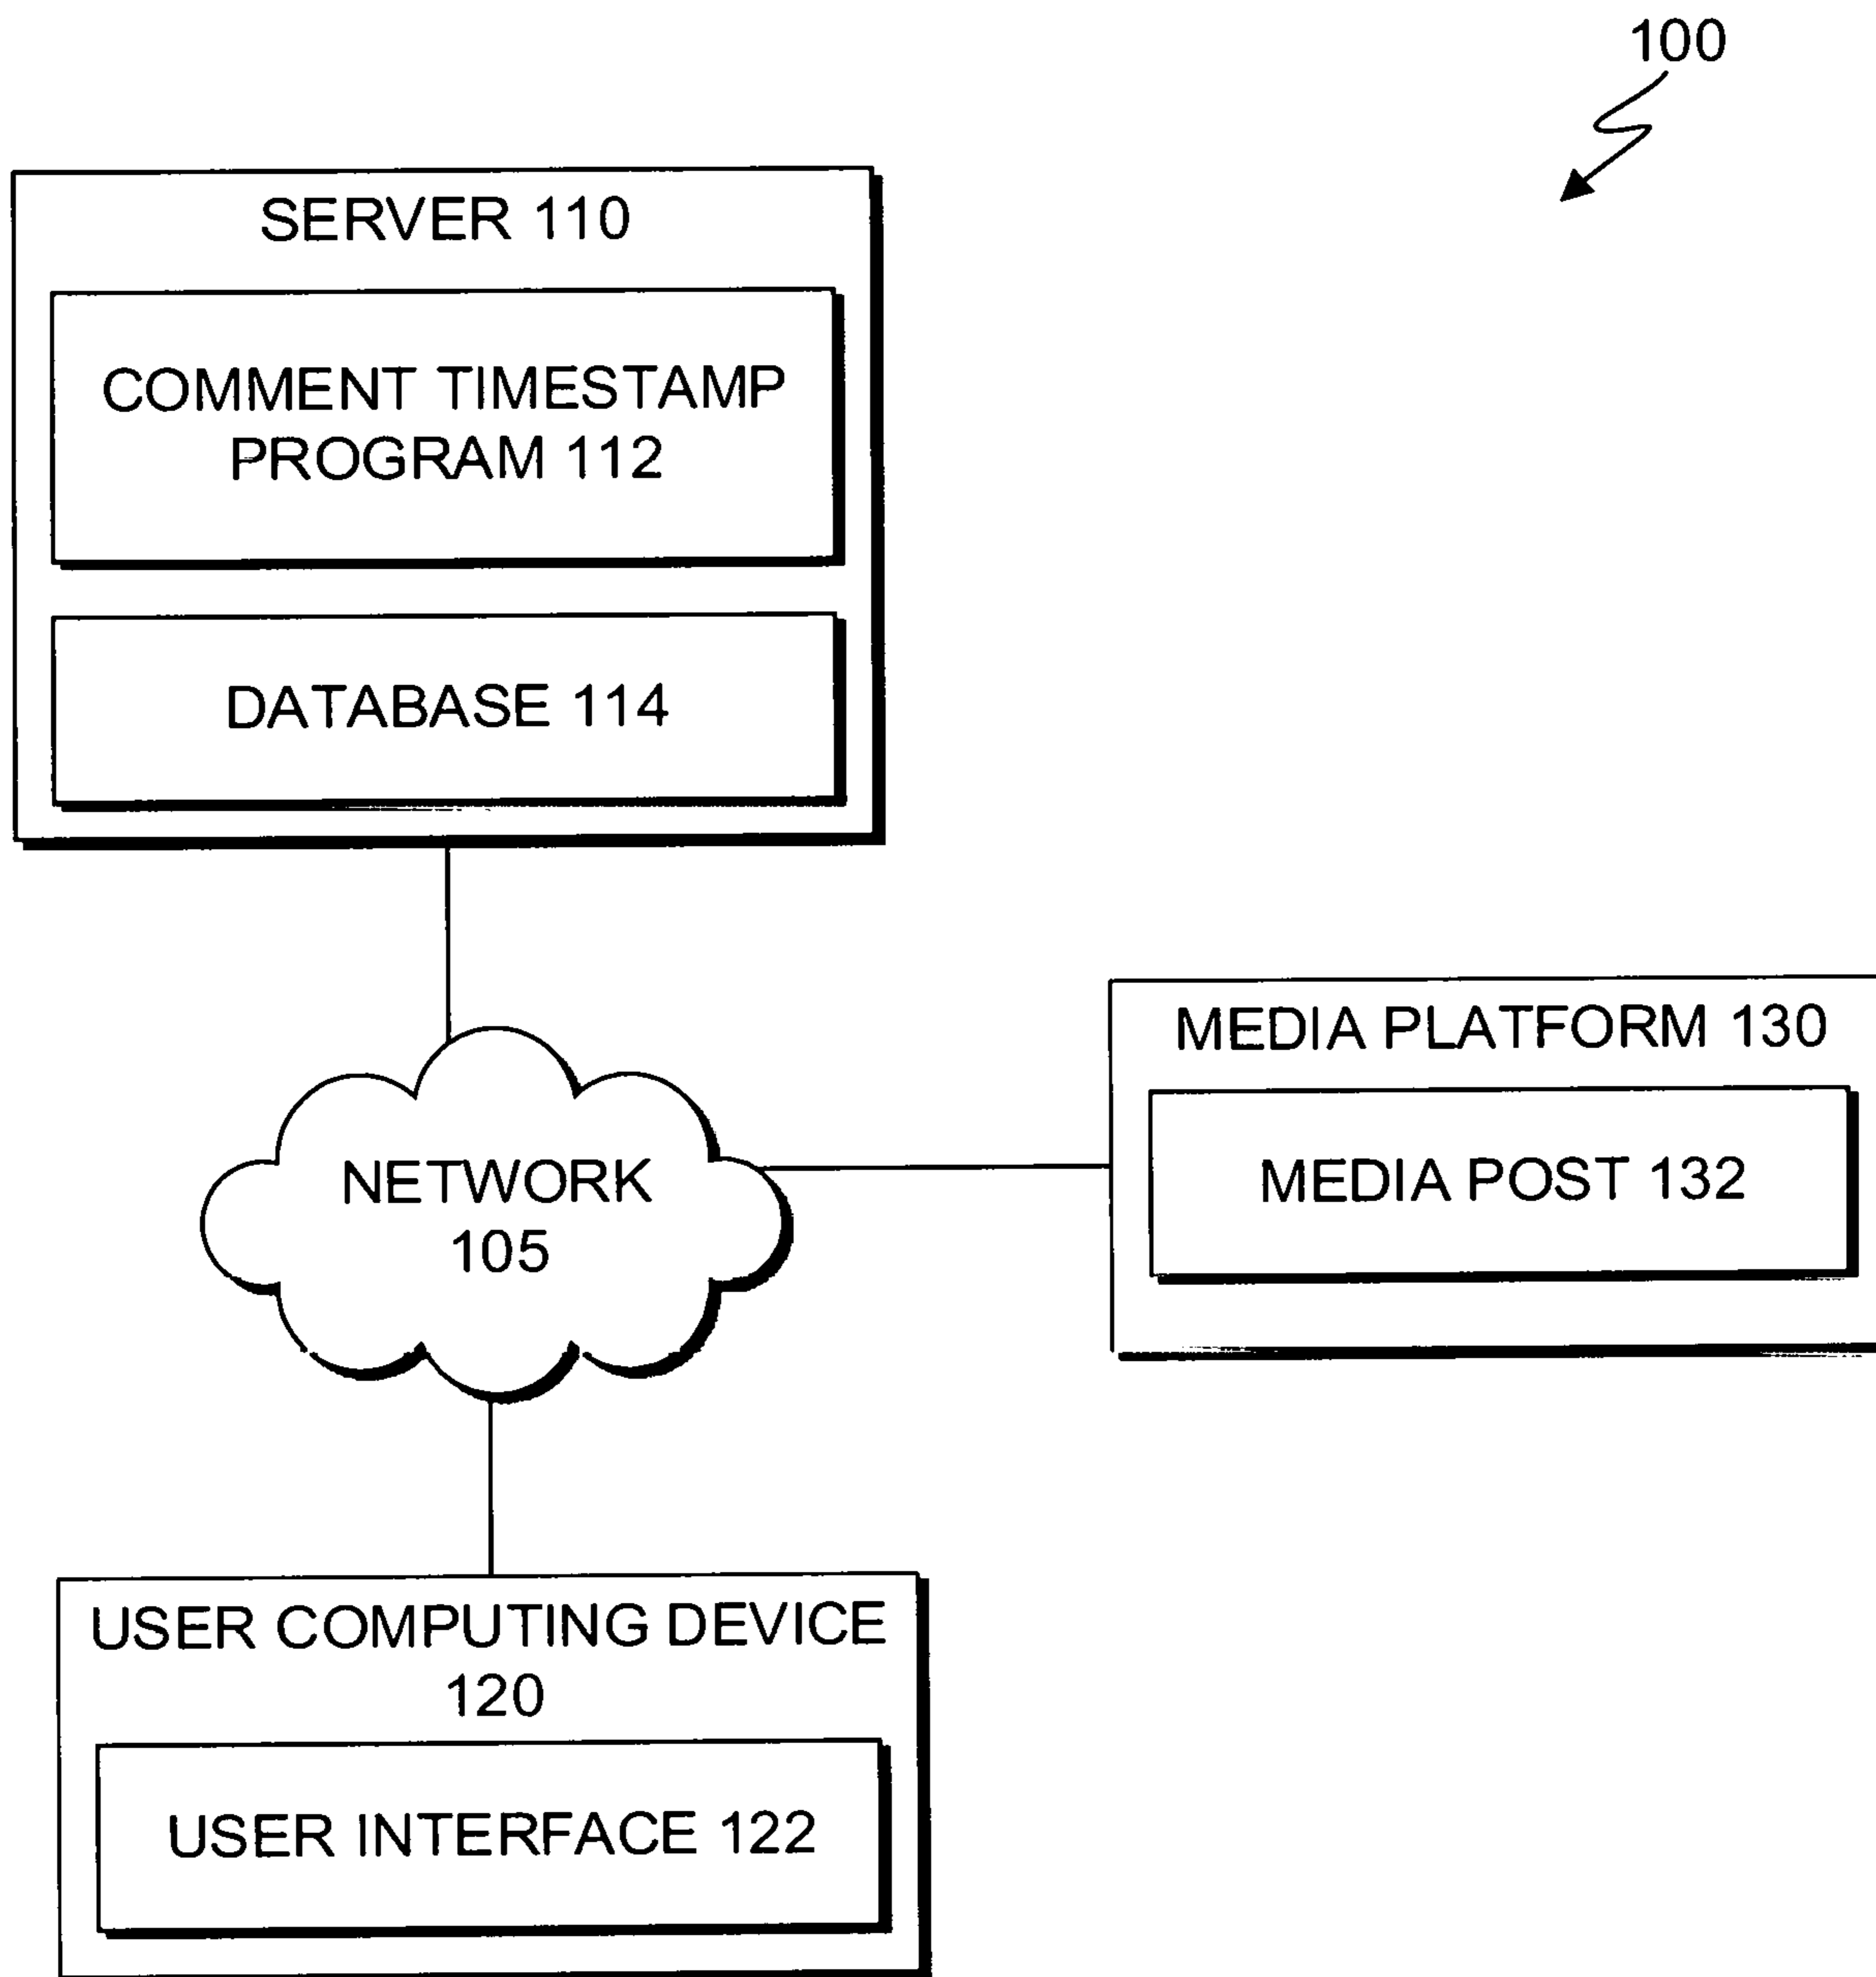 100
SERVER 110
COMMENT TIMESTAMP
PROGRAM 112
DATABASE 114
MEDIA PLATFORM 130
MEDIA POST 132
NETWORK
105
USER COMPUTING DEVICE
120
USER INTERFACE 122